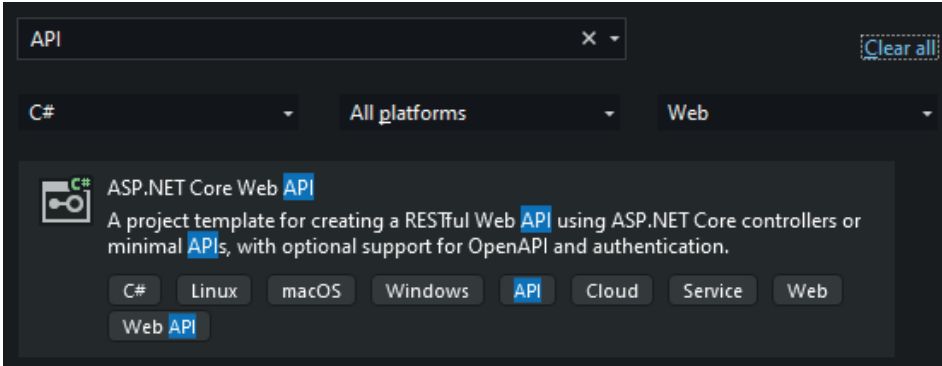 API
Clear all
C# All platforms Web
C#
ASP.NET Core Web API
A project template for creating a RESTful Web API using ASP.NET Core controllers or
minimal APIs, with optional support for OpenAPI and authentication.
C# Linux macOS Windows API Cloud Service Web
Web API